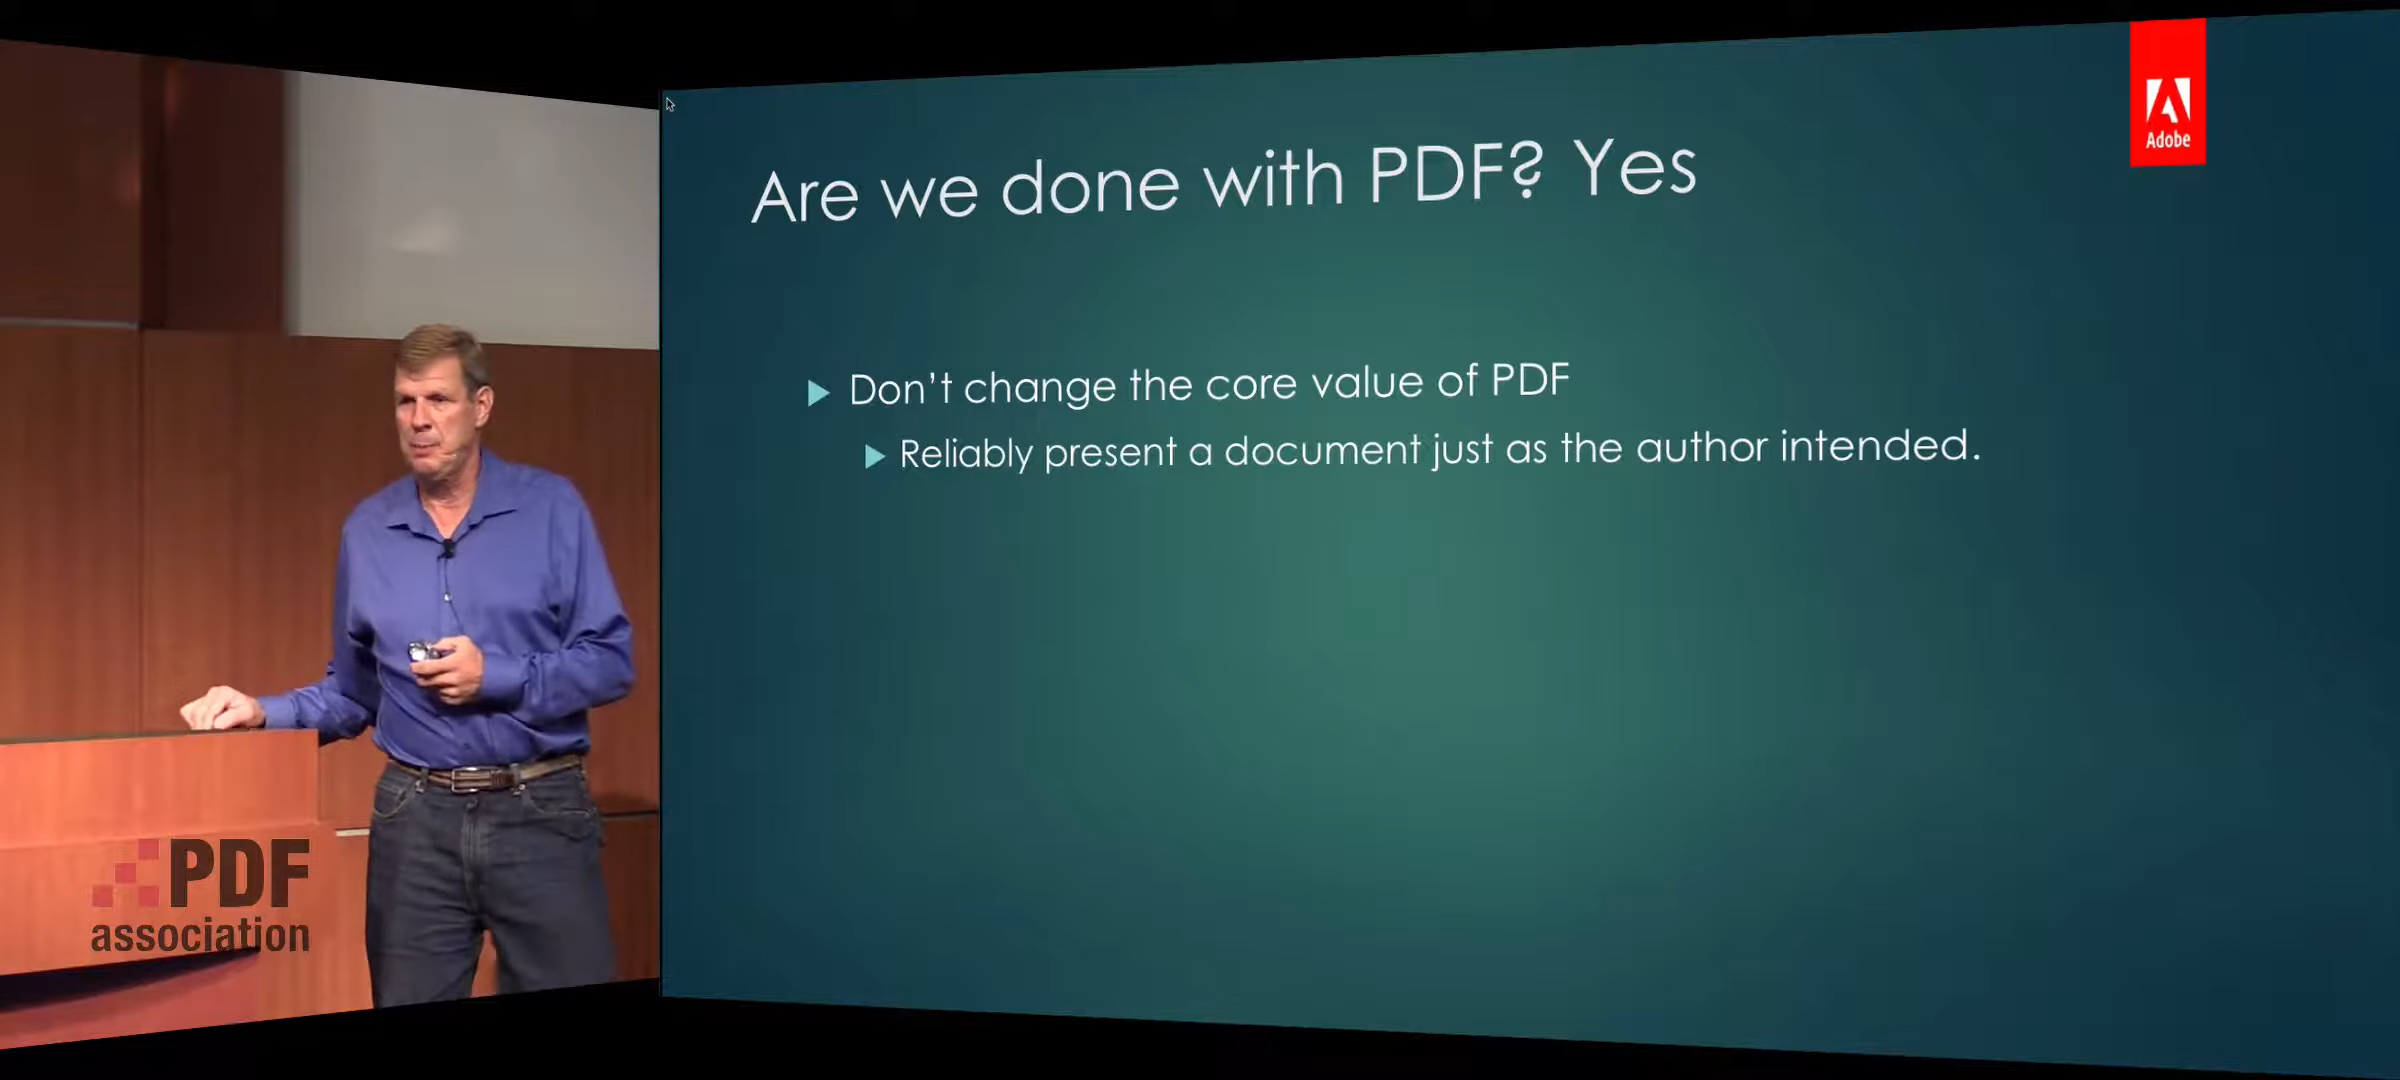 Adobe
Are we done with PDF? Yes
Don't change the core value of PDF
Reliably present a document just as the author intended.
PDF
association